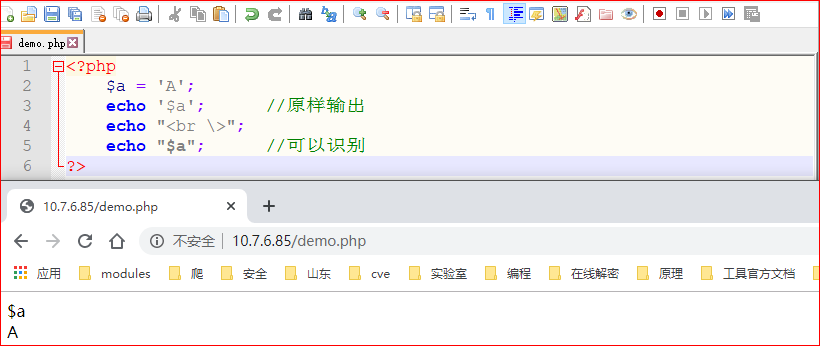 demo.php
1 <?php
2 $a = 'A';
3 echo '$a'; //原样输出
4 echo "<br \>";
5 echo "$a"; //可以识别
6 ?>
10.7.6.85/demo.php
不安全 | 10.7.6.85/demo.php
应用 modules 爬 安全 山东 cve 实验室 编程 在线解密 原理 工具官方文档
$a
A